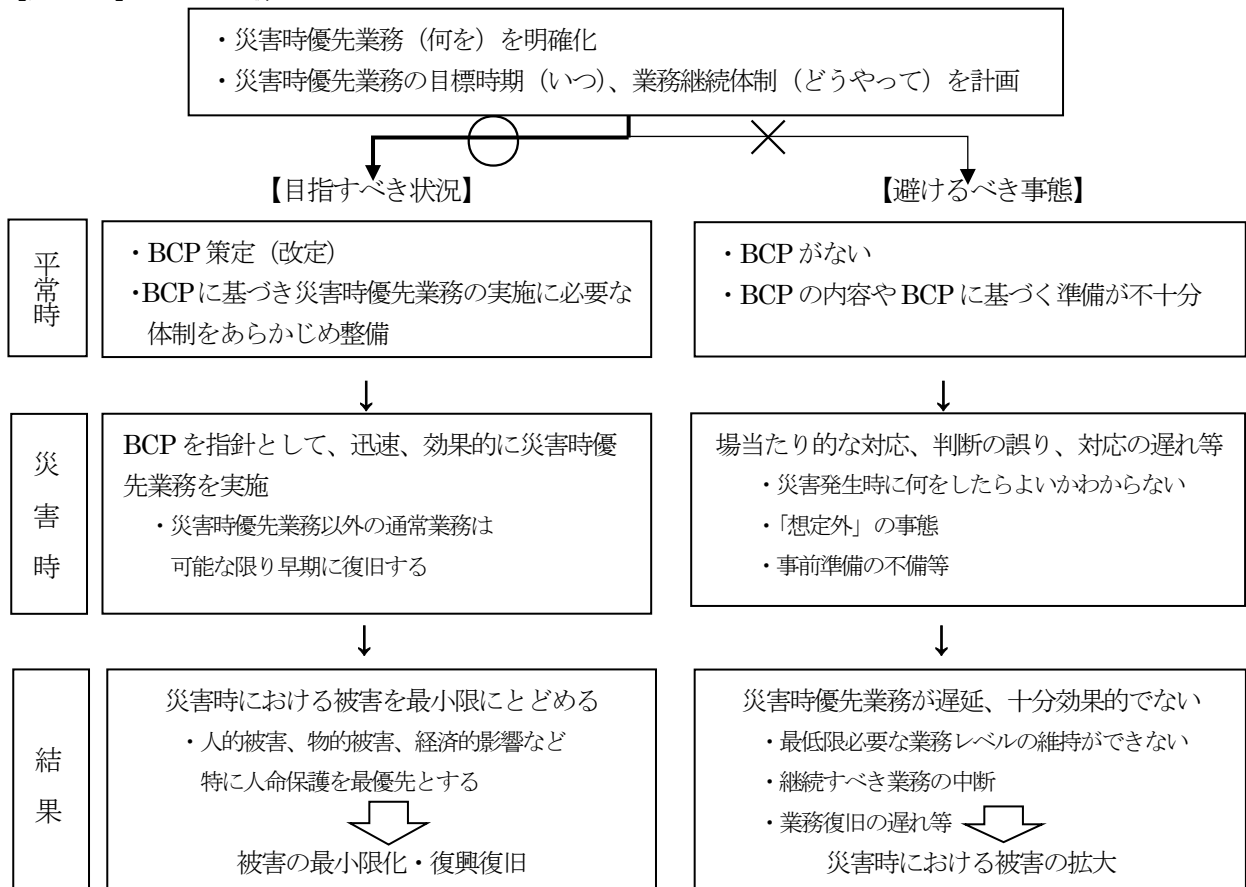 ・災害時優先業務（何を）を明確化
・災害時優先業務の目標時期（いつ）、業務継続体制（どうやって）を計画
【目指すべき状況】
【避けるべき事態】
平常時
・BCP 策定（改定）
・BCPに基づき災害時優先業務の実施に必要な
体制をあらかじめ整備
・BCP がない
・BCP の内容や BCP に基づく準備が不十分
↓
↓
災害時
BCP を指針として、迅速、効果的に災害時優
先業務を実施
・災害時優先業務以外の通常業務は
可能な限り早期に復旧する
場当たり的な対応、判断の誤り、対応の遅れ等
・災害発生時に何をしたらよいかわからない
・「想定外」の事態
・事前準備の不備等
↓
↓
結果
災害時における被害を最小限にとどめる
・人的被害、物的被害、経済的影響など
特に人命保護を最優先とする
被害の最小限化・復興復旧
災害時優先業務が遅延、十分効果的でない
・最低限必要な業務レベルの維持ができない
・継続すべき業務の中断
・業務復旧の遅れ等
災害時における被害の拡大